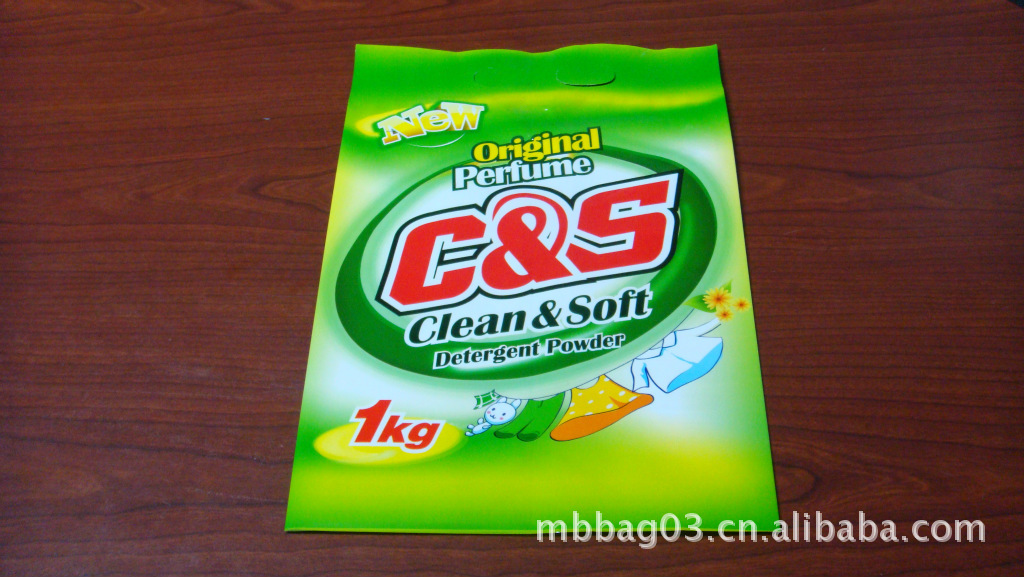 New
Original
Perfume
C&S
Clean & Soft
Detergent Powder
1kg
mbbag03.cn.alibaba.com